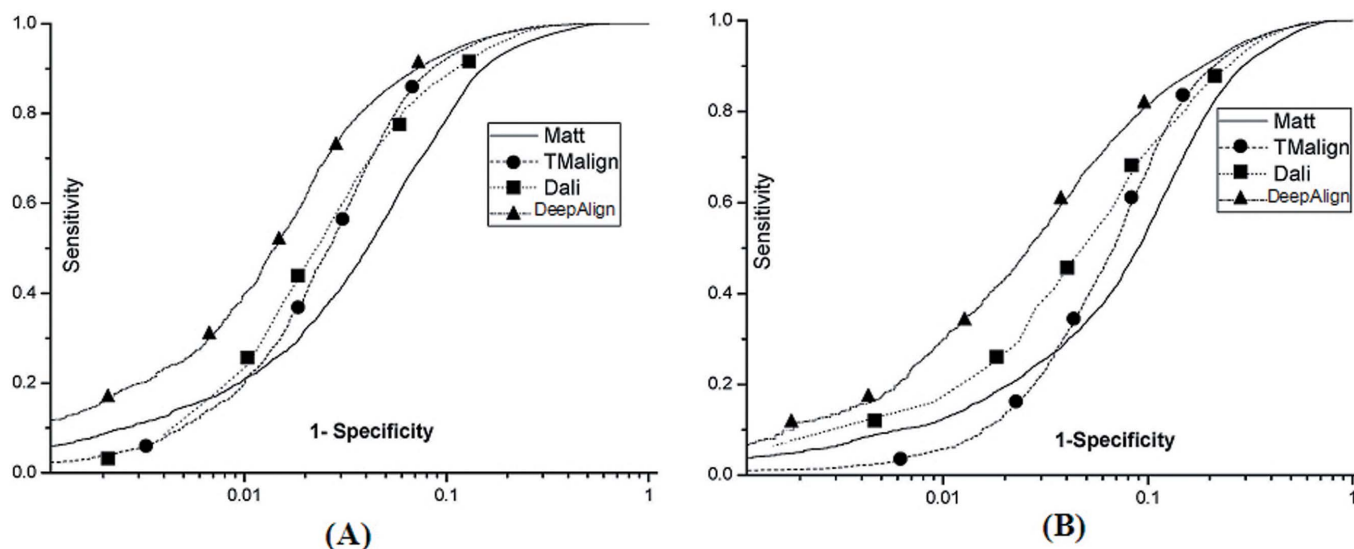 1.0
0.8
0.6
0.4
0.2
0.0
Sensitivity
Matt
TMalign
Dali
DeepAlign
1- Specificity
0.01
0.1
1
(A)
1.0
0.8
0.6
0.4
0.2
0.0
Sensitivity
Matt
TMalign
Dali
DeepAlign
1-Specificity
0.01
0.1
1
(B)